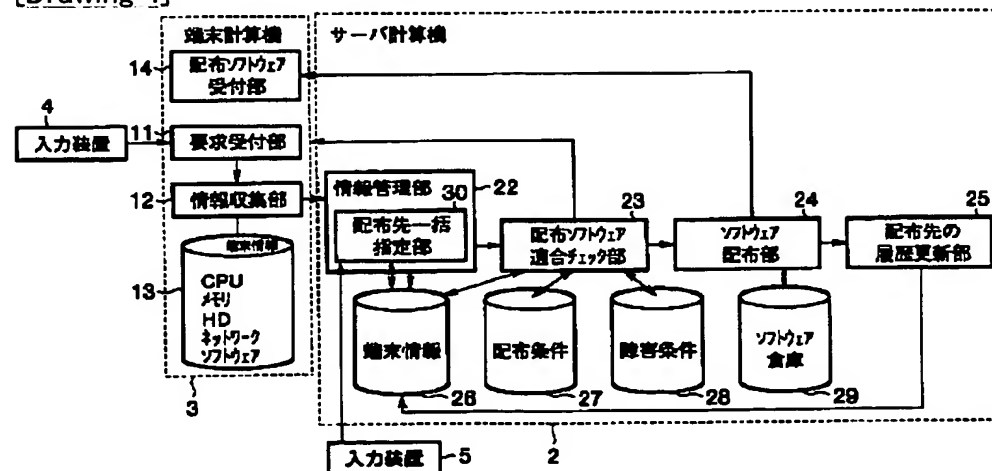 [Drawing 4]
端末計算機
サーバ計算機
14
配布ソフトウェア
受付部
4
入力装置
11
要求受付部
12
情報収集部
情報管理部
22
30
配布先一括
指定部
23
配布ソフトウェア
適合チェック部
24
ソフトウェア
配布部
25
配布先の
履歴更新部
13
端末情報
CPU
メモリ
HD
ネットワーク
ソフトウェア
端末情報
配布条件
障害条件
ソフトウェア
倉庫
26
27
28
29
3
2
入力装置
5